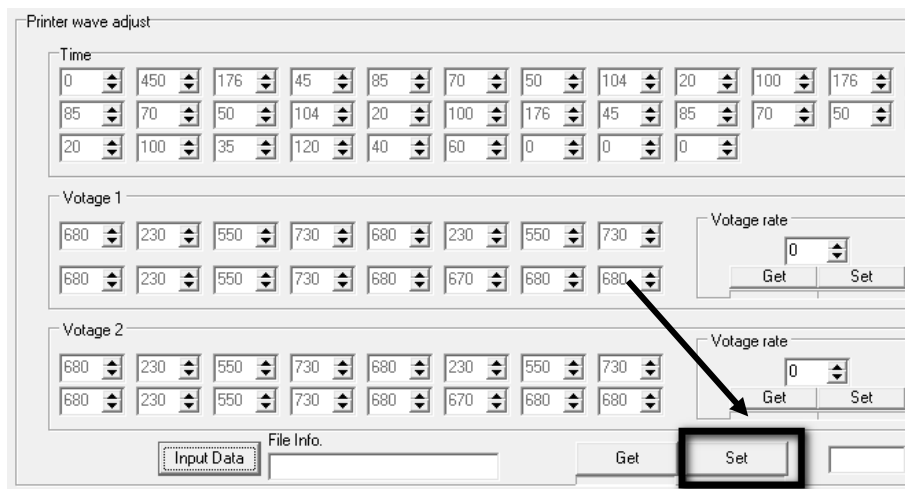 Printer wave adjust
Time
0 450 176 45 85 70 50 104 20 100 176
85 70 50 104 20 100 176 45 85 70 50
20 100 35 120 40 60 0 0 0
Votage 1
680 230 550 730 680 230 550 730
680 230 550 730 680 670 680 680
Votage rate
0
Get Set
Votage 2
680 230 550 730 680 230 550 730
680 230 550 730 680 670 680 680
Votage rate
0
Get Set
Input Data
File Info.
Get
Set